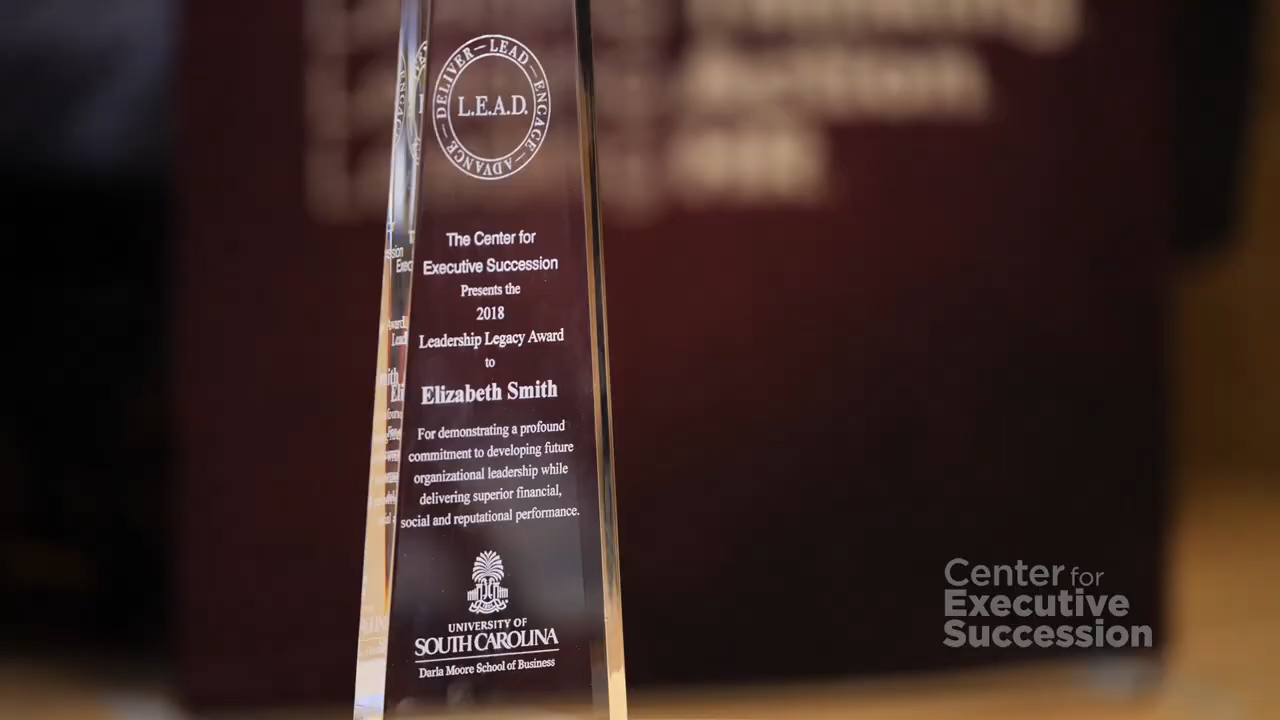 DELIVER — LEAD — ENGAGE — ADVANCE —
L.E.A.D.
The Center for
Executive Succession
Presents the
2018
Leadership Legacy Award
to
Elizabeth Smith
For demonstrating a profound
commitment to developing future
organizational leadership while
delivering superior financial,
social and reputational performance.
UNIVERSITY OF
SOUTH CAROLINA
Darla Moore School of Business
Center for
Executive
Succession